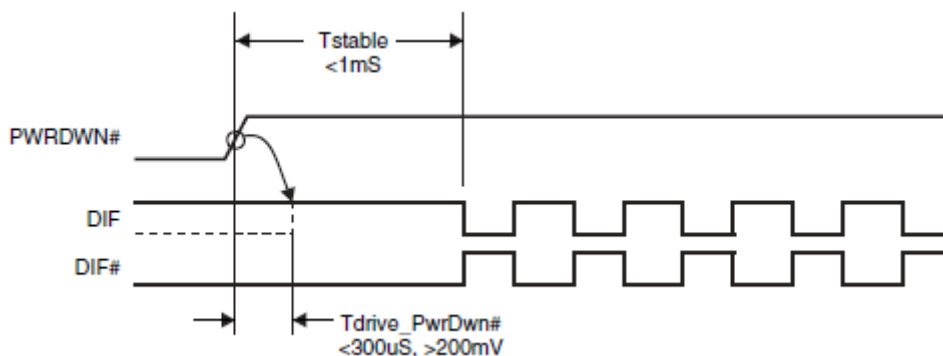 Tstable
<1mS
PWRDWN#
DIF
DIF#
Tdrive_PwrDwn#
<300uS, >200mV